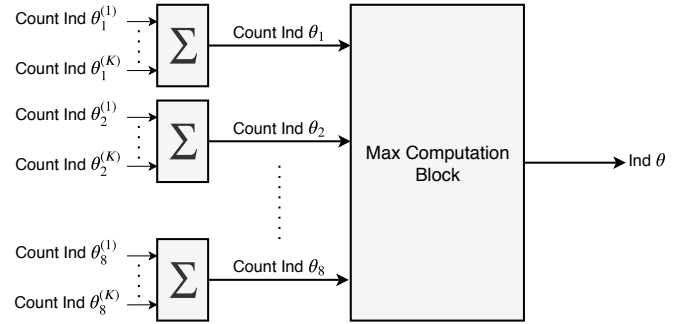 Count Ind θ₁⁽¹⁾
Σ
Count Ind θ₁
Count Ind θ₁⁽ᴷ⁾
Count Ind θ₂⁽¹⁾
Σ
Count Ind θ₂
Count Ind θ₂⁽ᴷ⁾
Max Computation
Block
Ind θ
Count Ind θ₈⁽¹⁾
Σ
Count Ind θ₈
Count Ind θ₈⁽ᴷ⁾